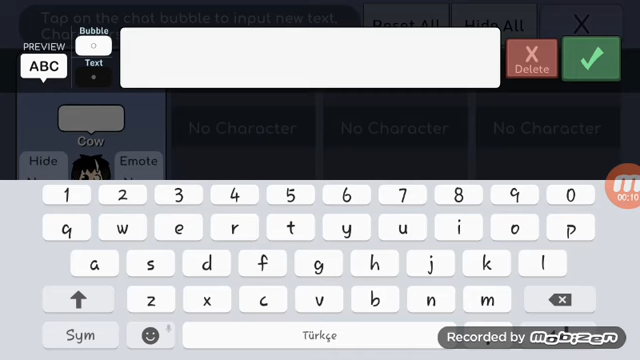 Tap on the chat bubble to input new text.
Reset All
Hide All
X
Bubble
PREVIEW
ABC
Text
X
Delete
No Character
No Character
No Character
Cow
Hide
Emote
00:10
1 2 3 4 5 6 7 8 9 0
q w e r t y u i o p
a s d f g h j k l
z x c v b n m
Sym
Türkçe
Recorded by mobizen